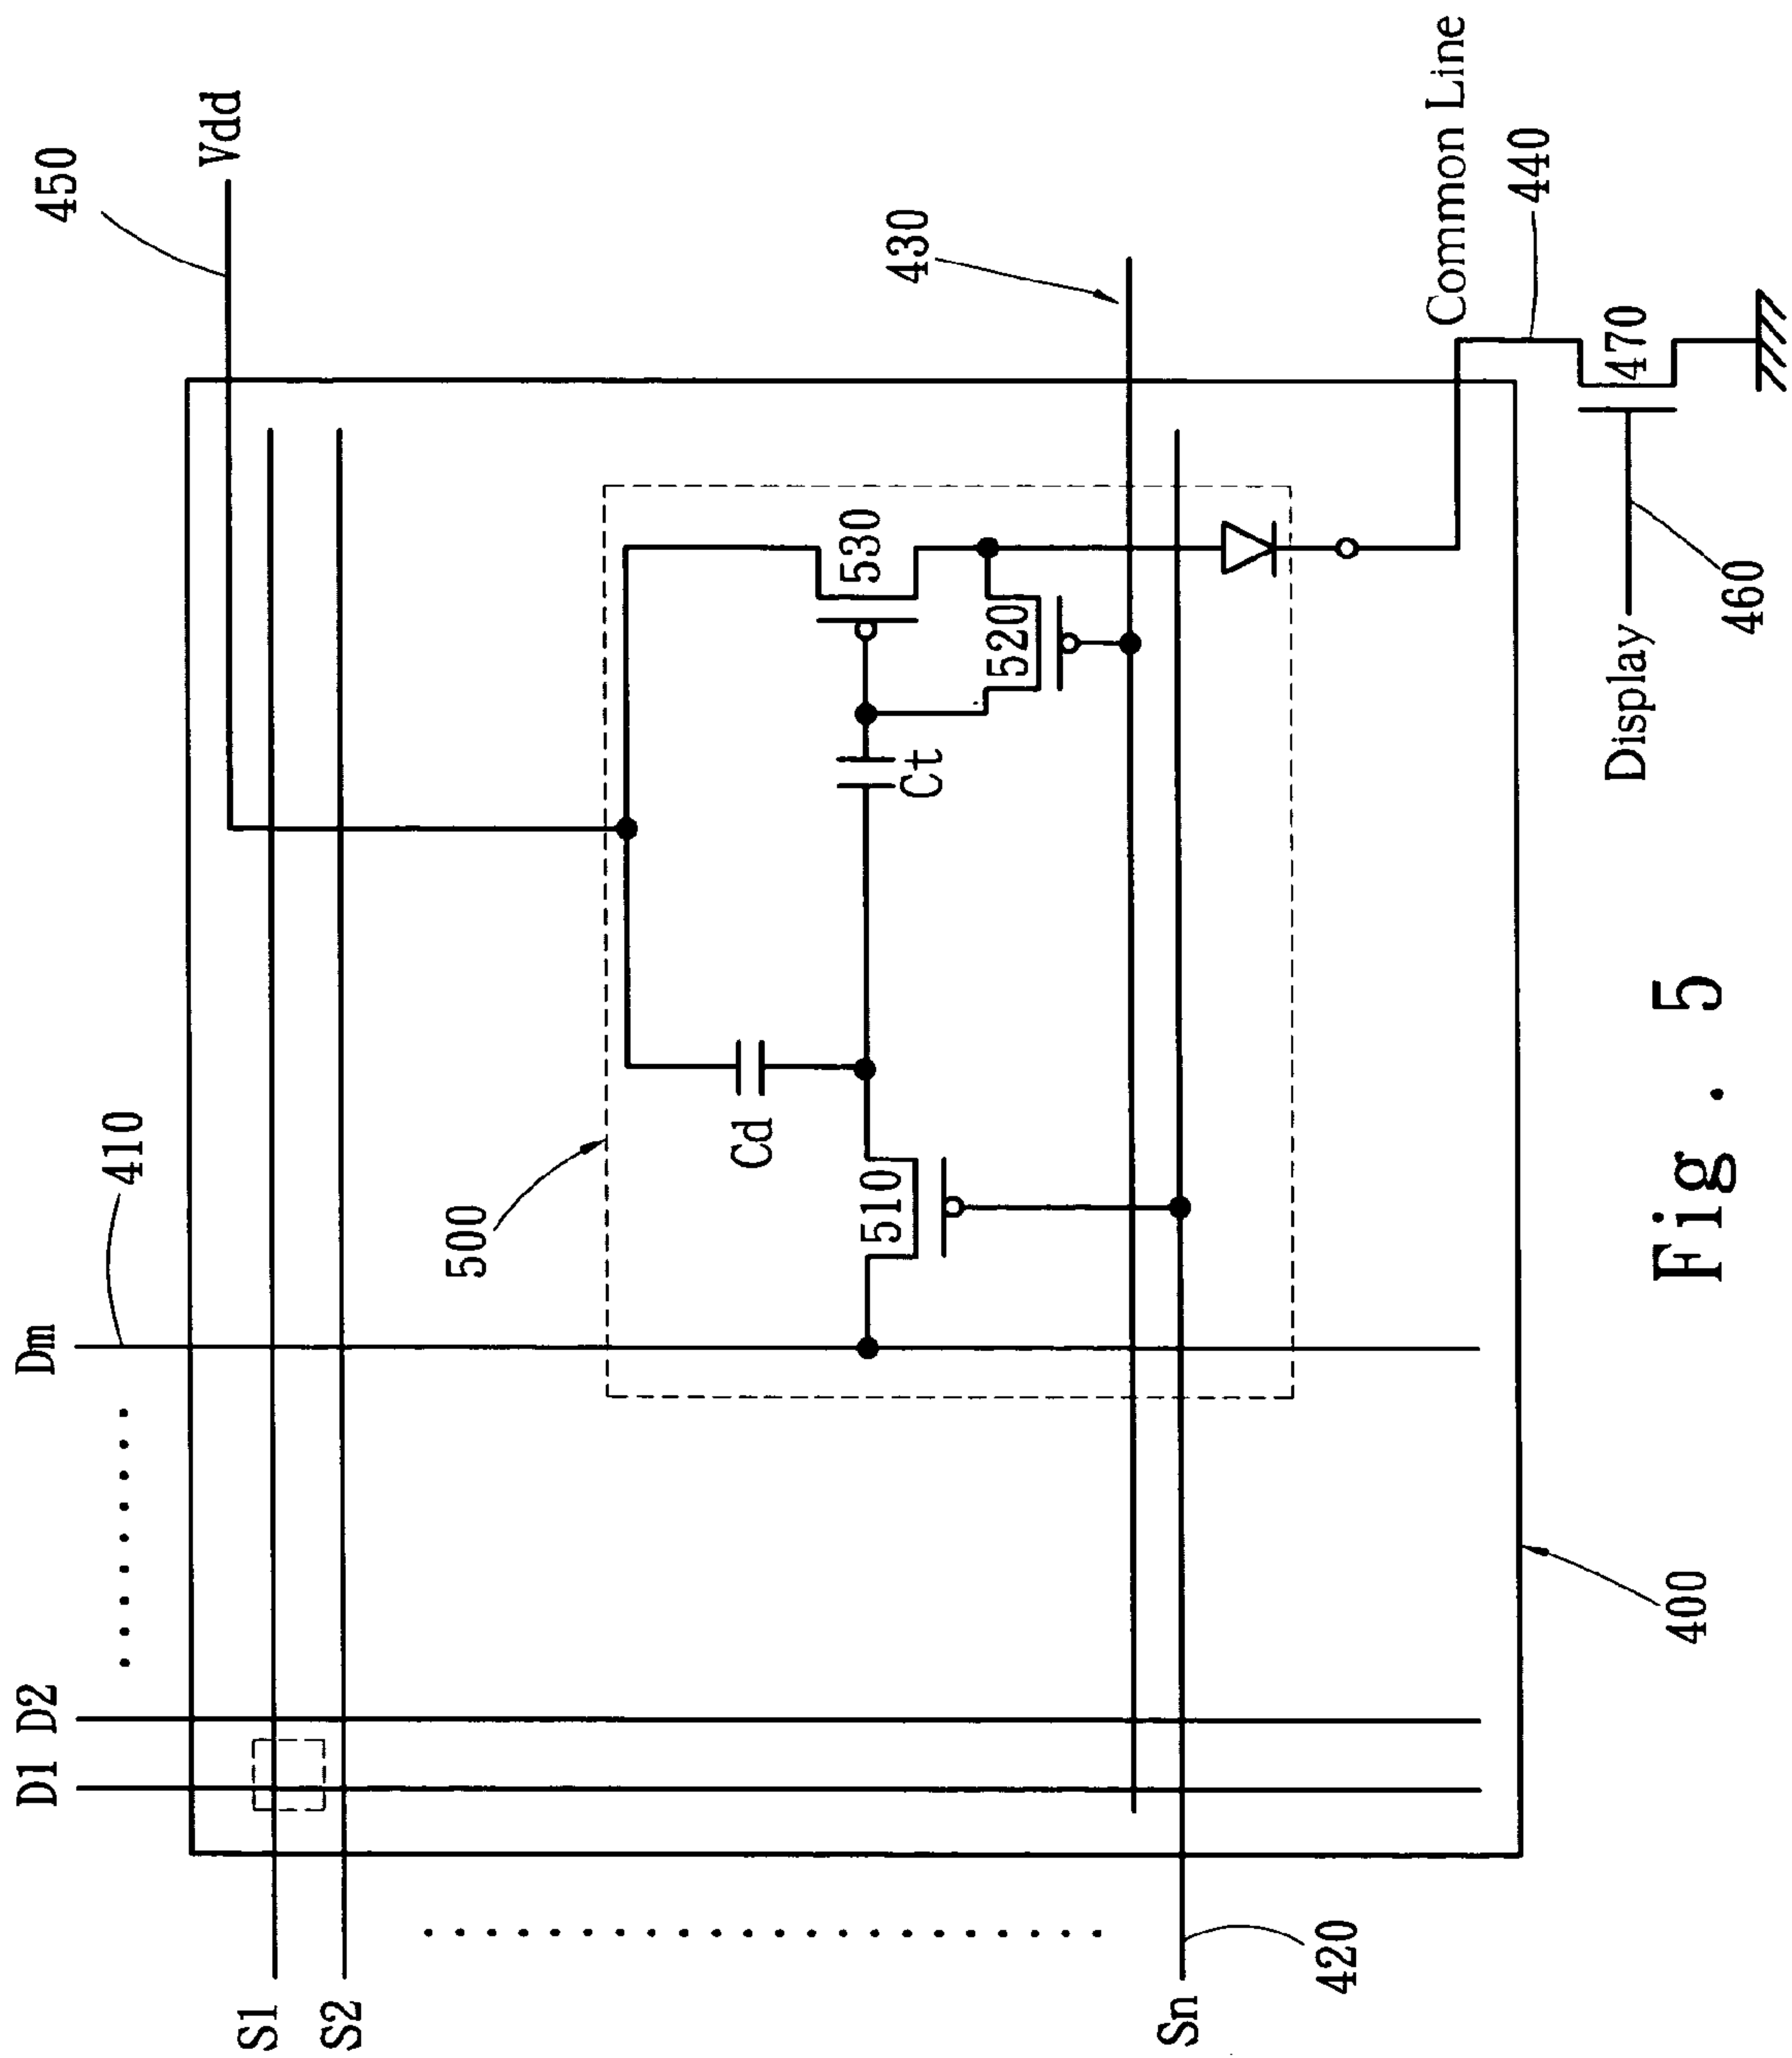 D1 D2 Dm
450
410
Vdd
S1
S2
500
Cd
530
510
430
Ct
520
Sn
420
Common Line
440
Display
470
400
Fig. 5
460